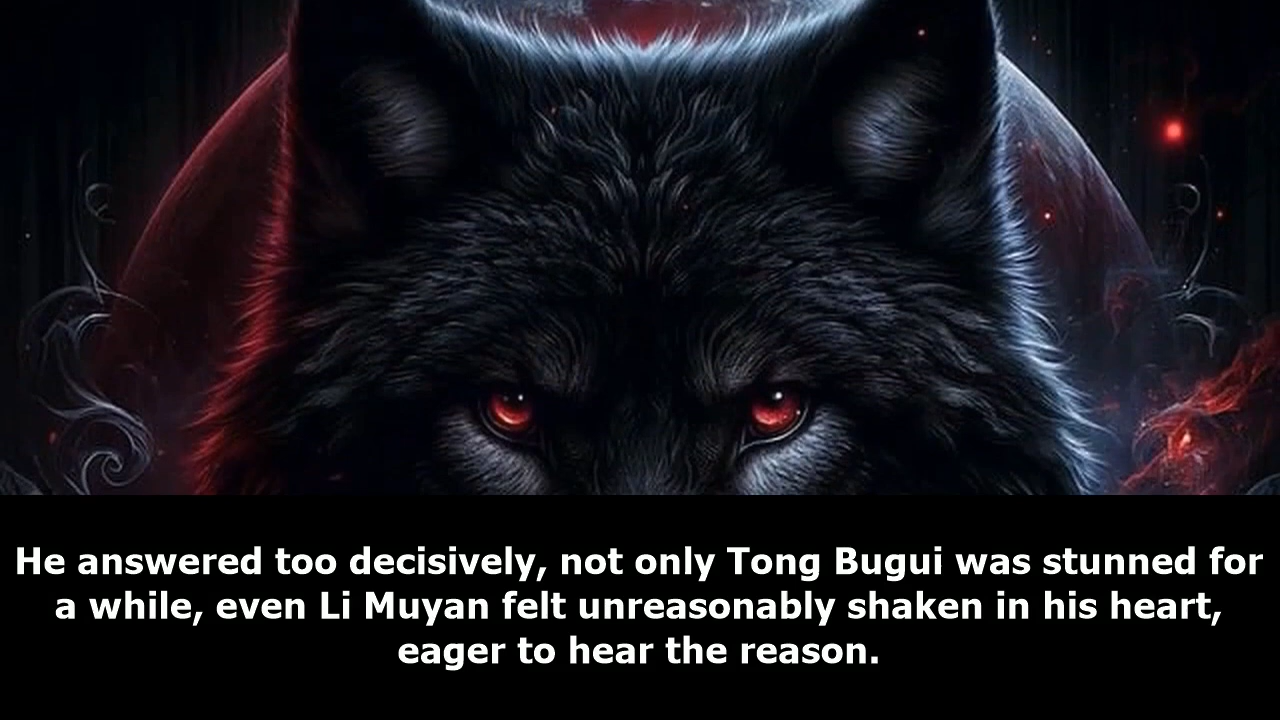 He answered too decisively, not only Tong Bugui was stunned for
a while, even Li Muyan felt unreasonably shaken in his heart,
eager to hear the reason.